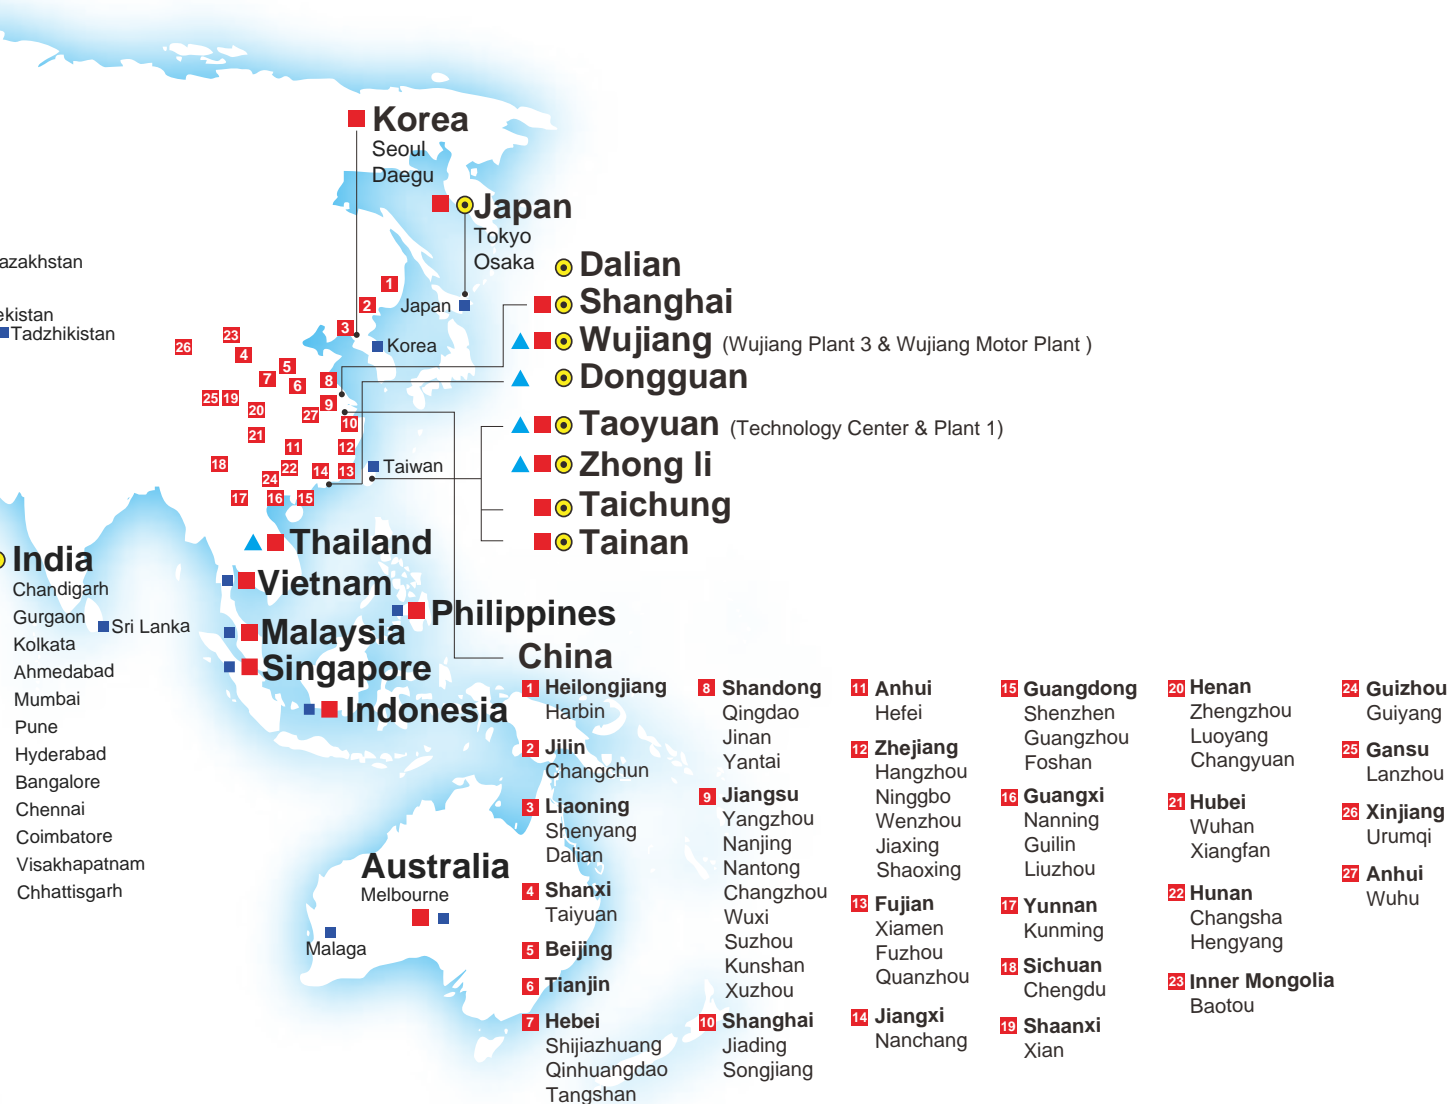 Korea
Seoul
Daegu
Japan
Tokyo
Osaka
azakhstan
ekistan
Tadzhikistan
Japan
Korea
Taiwan
1
2
3
23
26
4
5
7
6
8
25
19
20
27
9
10
21
11
12
18
22
24
14
13
17
16
15
Dalian
Shanghai
Wujiang (Wujiang Plant 3 & Wujiang Motor Plant )
Dongguan
Taoyuan (Technology Center & Plant 1)
Zhong li
Taichung
Tainan
Thailand
Vietnam
Philippines
Malaysia
Singapore
Indonesia
India
Chandigarh
Gurgaon
Kolkata
Ahmedabad
Mumbai
Pune
Hyderabad
Bangalore
Chennai
Coimbatore
Visakhapatnam
Chhattisgarh
Sri Lanka
Australia
Melbourne
Malaga
China
1 Heilongjiang
Harbin
2 Jilin
Changchun
3 Liaoning
Shenyang
Dalian
4 Shanxi
Taiyuan
5 Beijing
6 Tianjin
7 Hebei
Shijiazhuang
Qinhuangdao
Tangshan
8 Shandong
Qingdao
Jinan
Yantai
9 Jiangsu
Yangzhou
Nanjing
Nantong
Changzhou
Wuxi
Suzhou
Kunshan
Xuzhou
10 Shanghai
Jiading
Songjiang
11 Anhui
Hefei
12 Zhejiang
Hangzhou
Ninggbo
Wenzhou
Jiaxing
Shaoxing
13 Fujian
Xiamen
Fuzhou
Quanzhou
14 Jiangxi
Nanchang
15 Guangdong
Shenzhen
Guangzhou
Foshan
16 Guangxi
Nanning
Guilin
Liuzhou
17 Yunnan
Kunming
18 Sichuan
Chengdu
19 Shaanxi
Xian
20 Henan
Zhengzhou
Luoyang
Changyuan
21 Hubei
Wuhan
Xiangfan
22 Hunan
Changsha
Hengyang
23 Inner Mongolia
Baotou
24 Guizhou
Guiyang
25 Gansu
Lanzhou
26 Xinjiang
Urumqi
27 Anhui
Wuhu